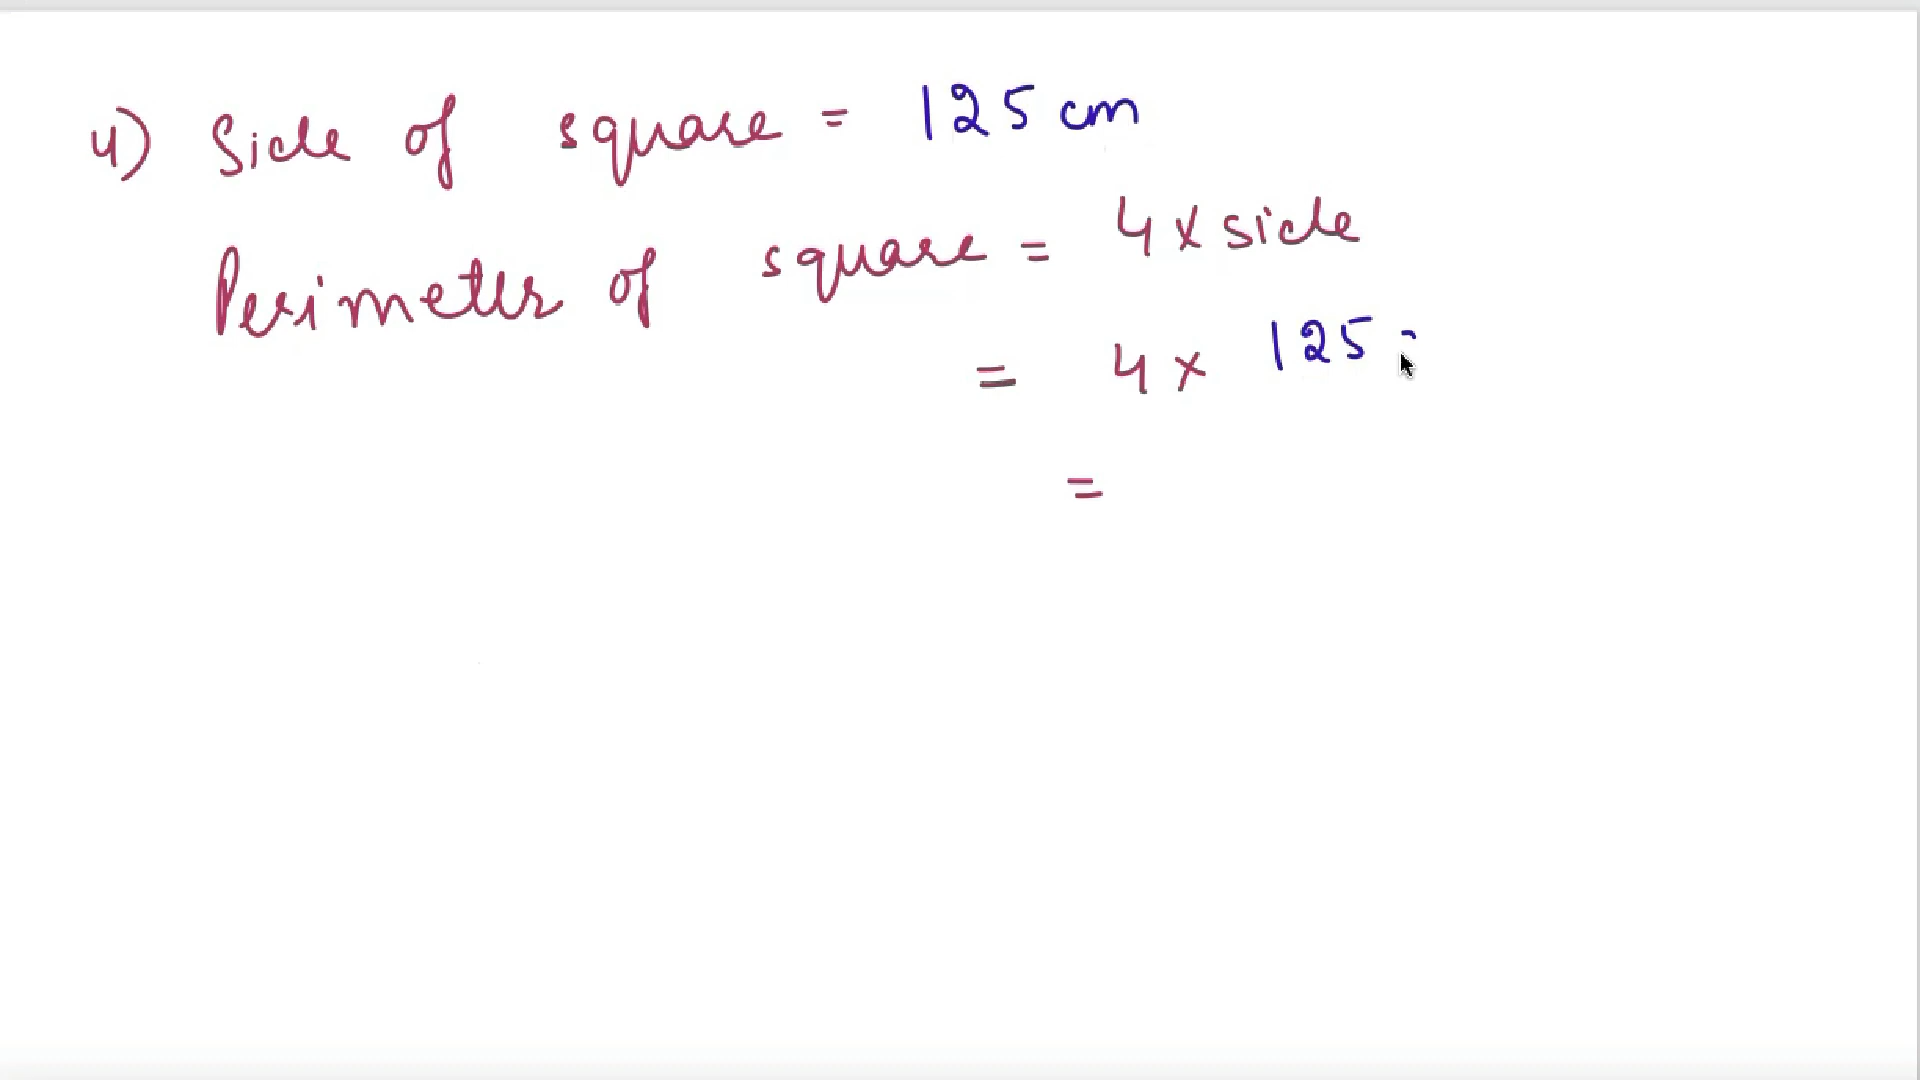 4) Side of square = 125 cm
Perimeter of square = 4 x side
= 4 x 125
=